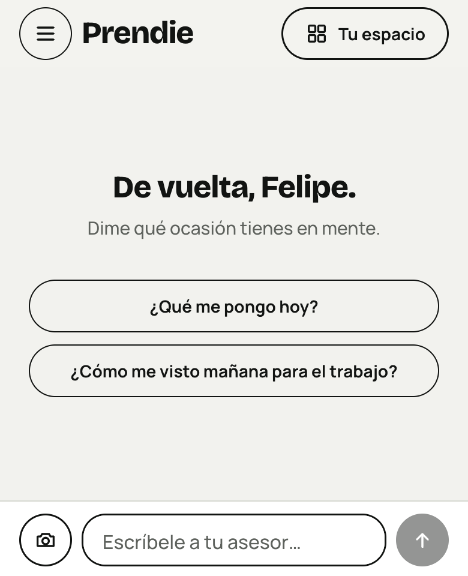 Prendie
Tu espacio
De vuelta, Felipe.
Dime qué ocasión tienes en mente.
¿Qué me pongo hoy?
¿Cómo me visto mañana para el trabajo?
Escríbele a tu asesor...